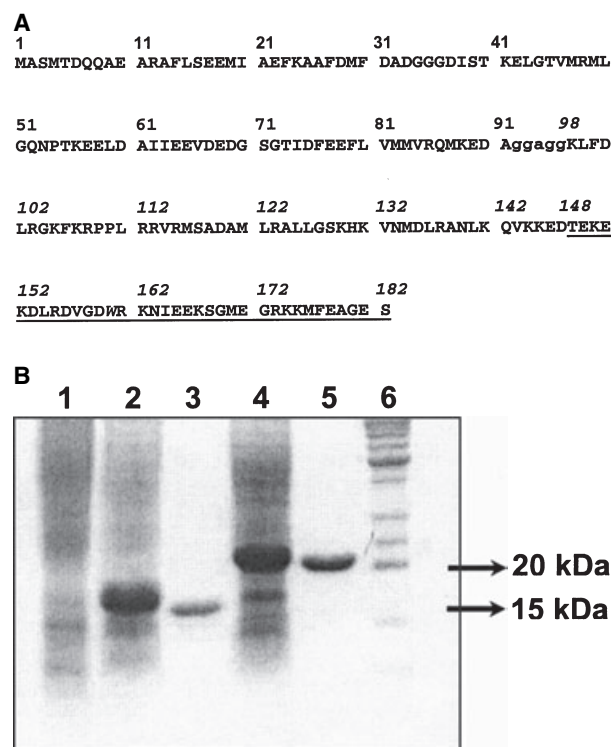 A
1 11 21 31 41
MASMTDQQAE ARAFLSEEMI AEFKAAFDMF DADGGGDIST KELGTVMRML
51 61 71 81 91 98
GQNPTKEELD AIIEEVDEDG SGTIDFEEFL VMMVRQMKED AggaggKLFD
102 112 122 132 142 148
LRGKFKRPPL RRVRMSADAM LRALLGSKHK VNMDLRANLK QVKKEDTEKE
152 162 172 182
KDLRDVGDWR KNIEEKSGME GRKKMFEAGE S
B
1 2 3 4 5 6
20 kDa
15 kDa